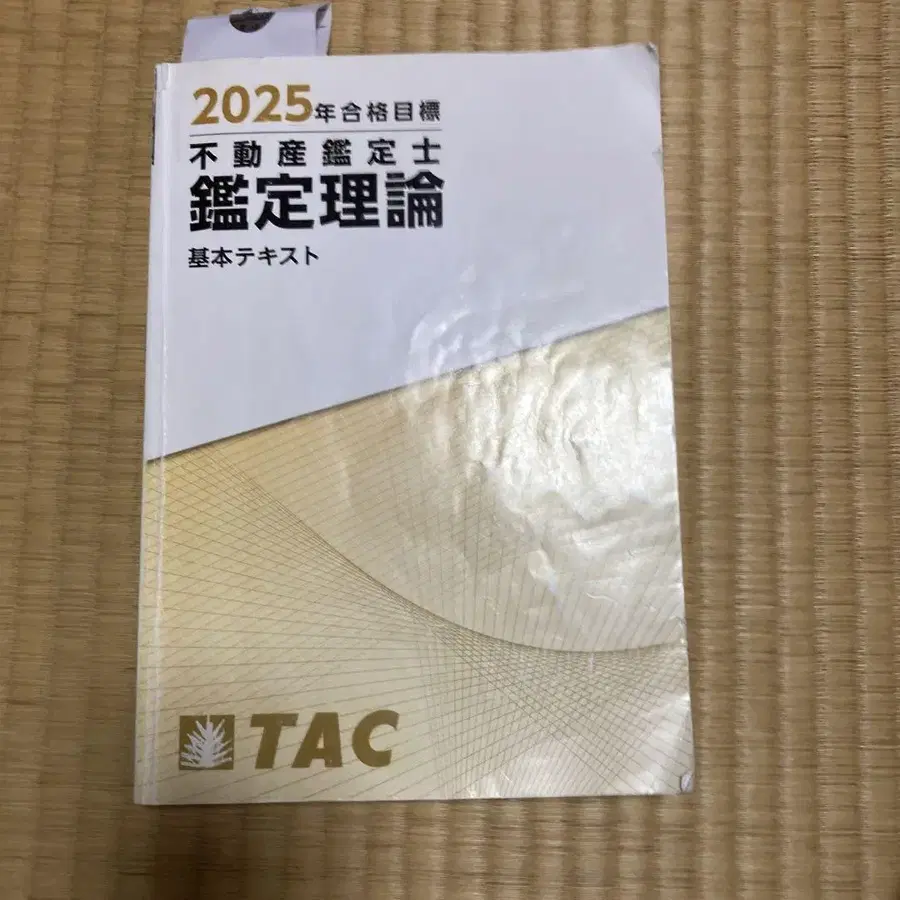 2025年合格目標
不動産鑑定士
鑑定理論
基本テキスト
TAC